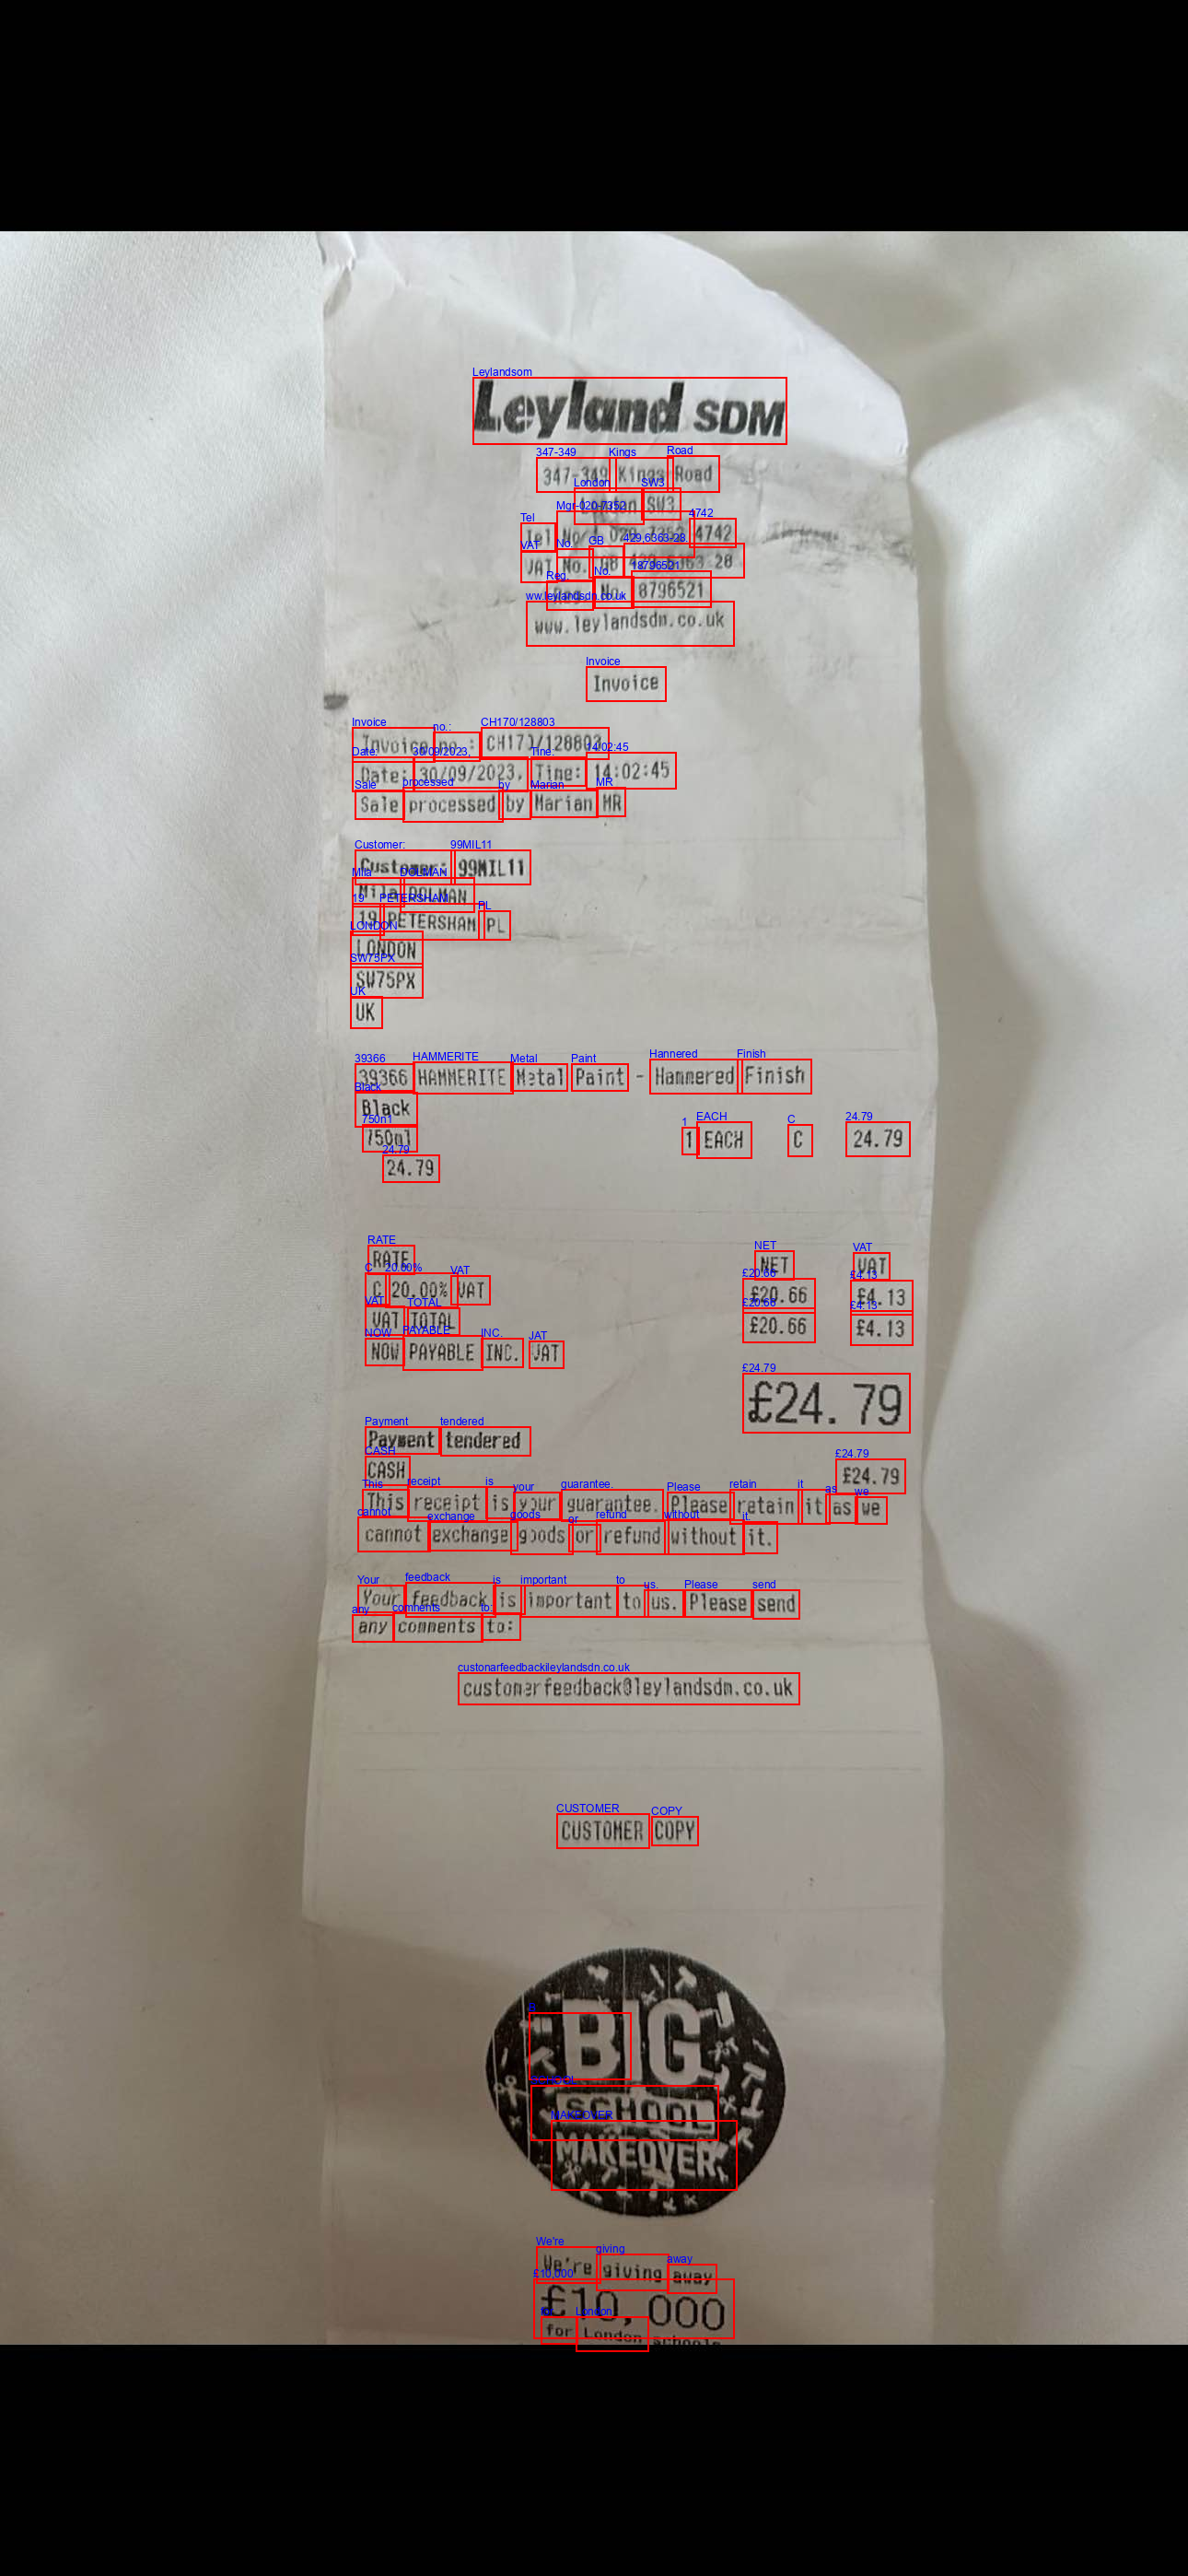 Leyland SDM
347-349 Kings Road
London SW3
Tel No: 020 7352 4742
VAT No. GB 429.6363-28
Reg. No. 8796521
www.leylandsdm.co.uk
Invoice
Invoice no.: CH170/128803
Date: 30/09/2023, Time: 14:02:45
Sale processed by Marian MR
Customer: 99MIL11
Mila DOLMAN
19 PETERSHAM PL
LONDON
SW75PX
UK
39366 HAMMERITE Metal Paint - Hammered Finish
Black
750ml 1 EACH C 24.79
24.79
RATE NET VAT
C 20.00% VAT £20.66 £4.13
VAT TOTAL £20.66 £4.13
NOW PAYABLE INC. VAT
£24.79
Payment tendered
CASH £24.79
This receipt is your guarantee. Please retain it as we
cannot exchange goods or refund without it.
Your feedback is important to us. Please send
any comments to:
customerfeedback@leylandsdm.co.uk
CUSTOMER COPY
BIG
SCHOOL
MAKEOVER
We're giving away
£10,000
for London Schools